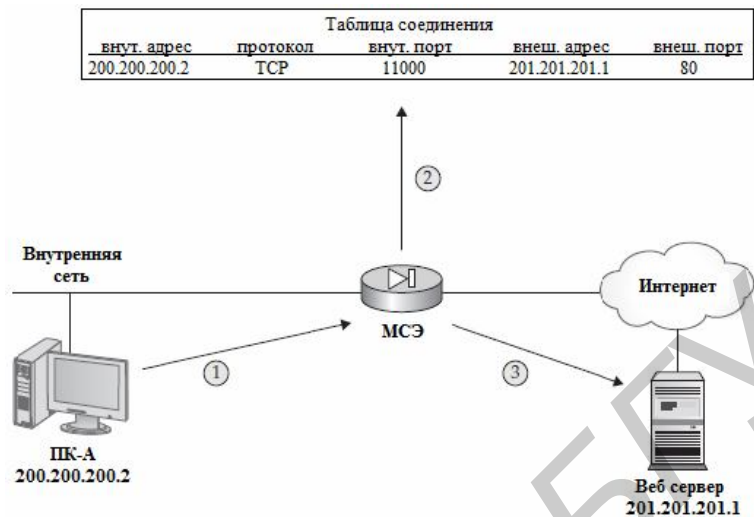 Таблица соединения
внут. адрес протокол внут. порт внеш. адрес внеш. порт
200.200.200.2 TCP 11000 201.201.201.1 80
2
Внутренняя
сеть
Интернет
МСЭ
1
3
ПК-А
200.200.200.2
Веб сервер
201.201.201.1